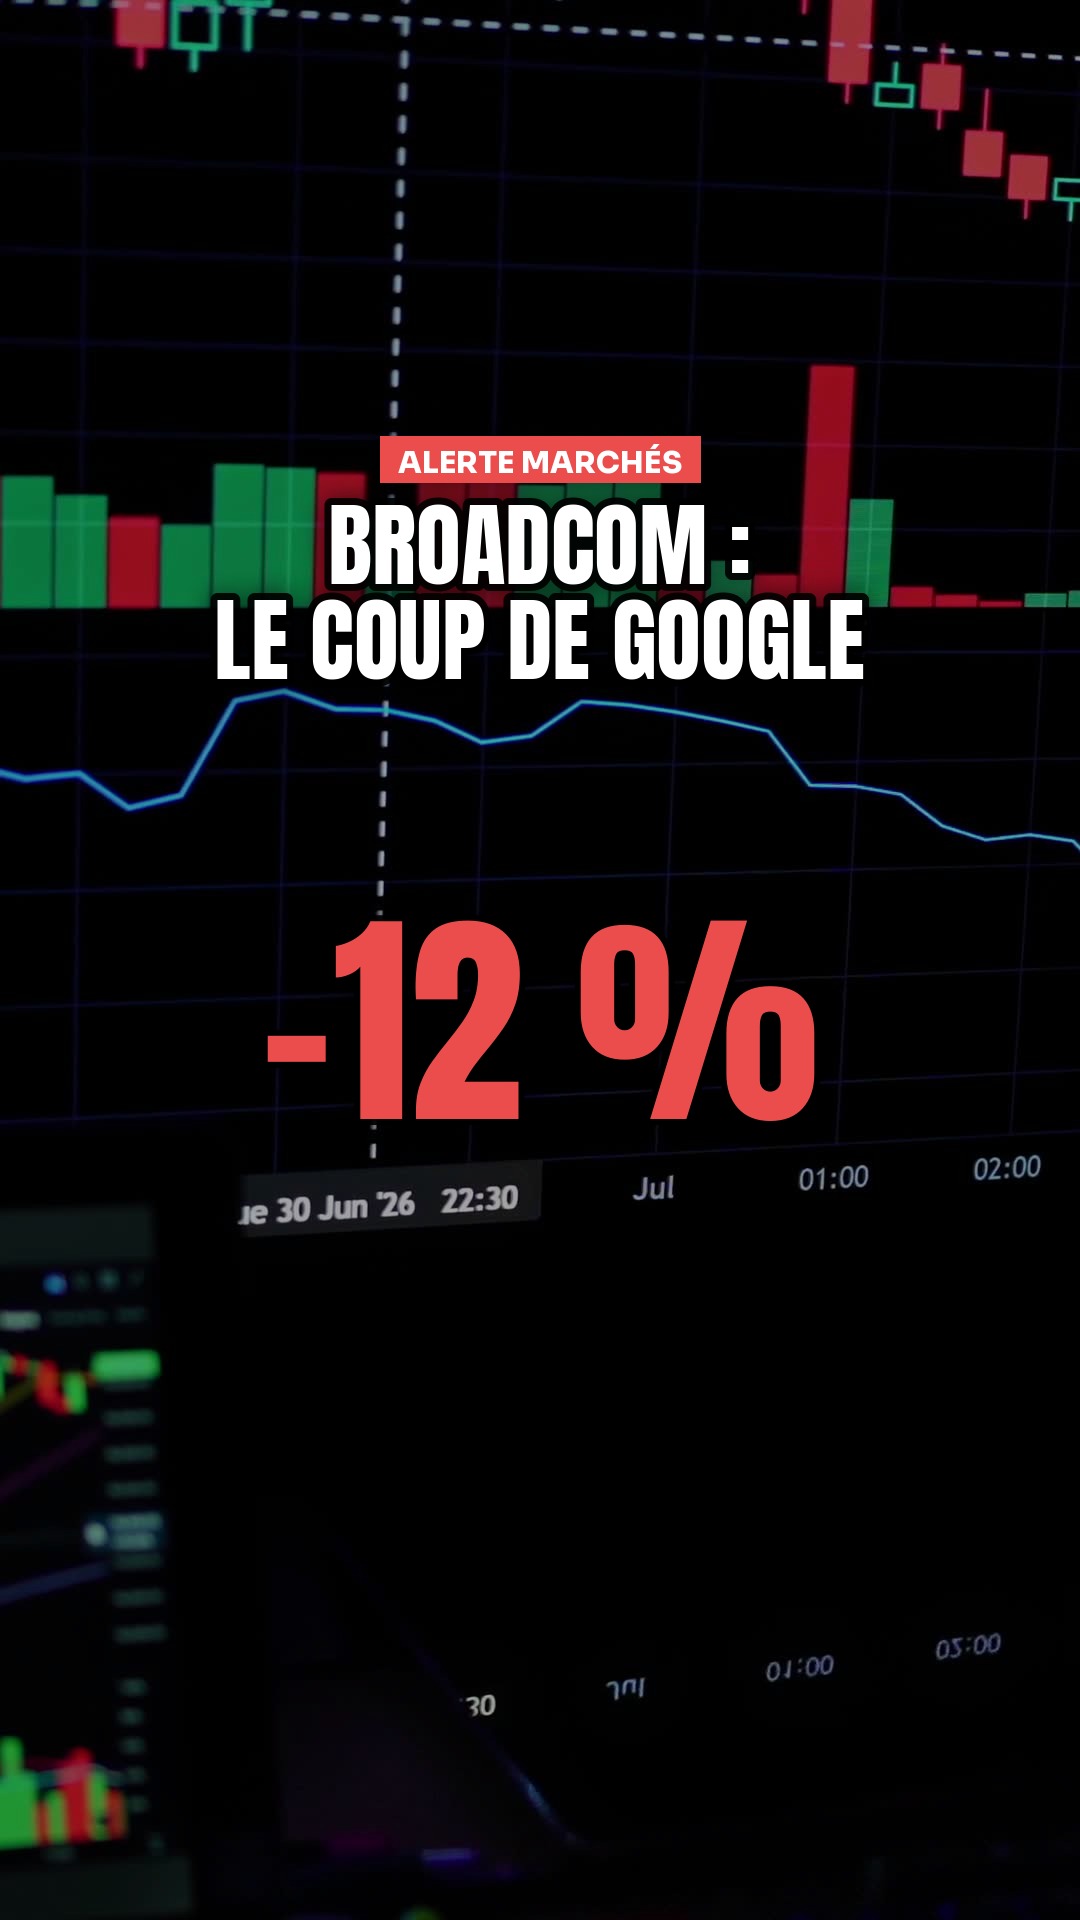 ALERTE MARCHÉS
BROADCOM :
LE COUP DE GOOGLE
-12 %
ue 30 Jun '26 22:30
Jul
01:00
02:00
30
Jul
01:00
02:00